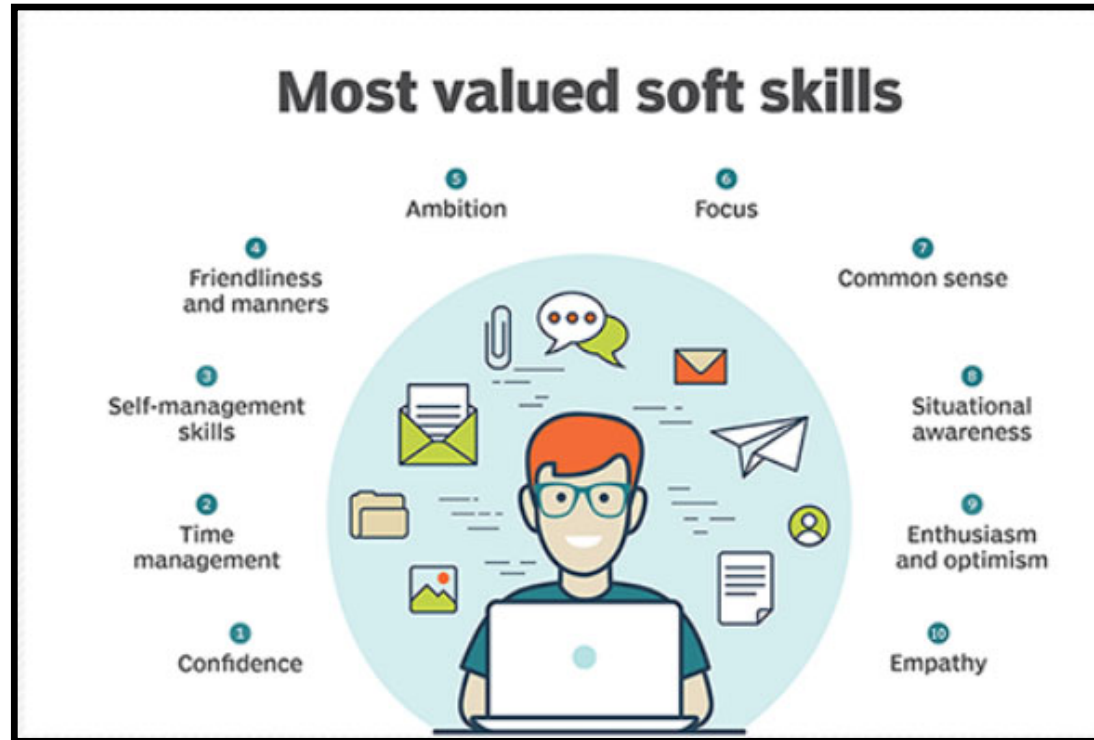 Most valued soft skills
5
Ambition
6
Focus
4
Friendliness
and manners
7
Common sense
3
Self-management
skills
8
Situational
awareness
2
Time
management
9
Enthusiasm
and optimism
1
Confidence
10
Empathy